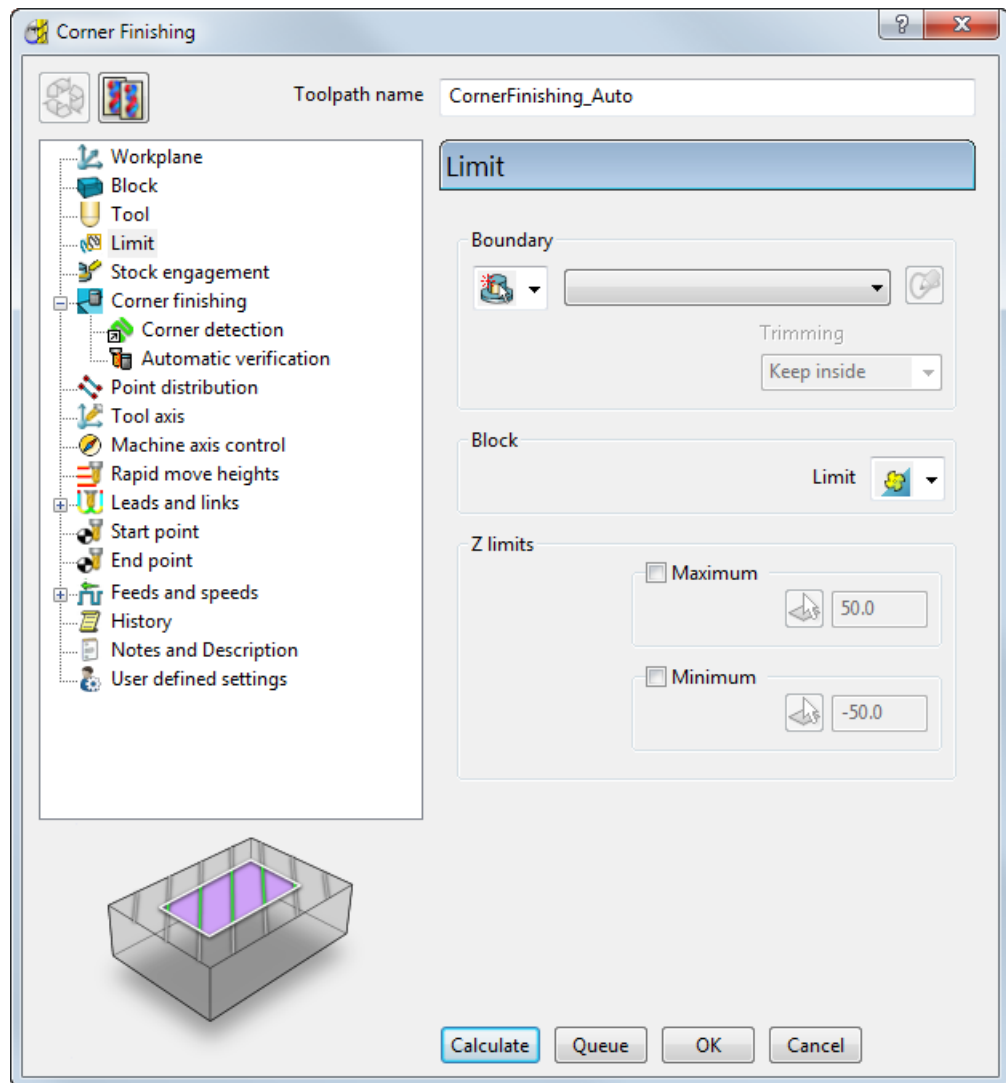 Corner Finishing
Toolpath name CornerFinishing_Auto
Workplane
Block
Tool
Limit
Stock engagement
Corner finishing
Corner detection
Automatic verification
Point distribution
Tool axis
Machine axis control
Rapid move heights
Leads and links
Start point
End point
Feeds and speeds
History
Notes and Description
User defined settings
Limit
Boundary
Trimming
Keep inside
Block
Limit
Z limits
Maximum
50.0
Minimum
-50.0
Calculate Queue OK Cancel